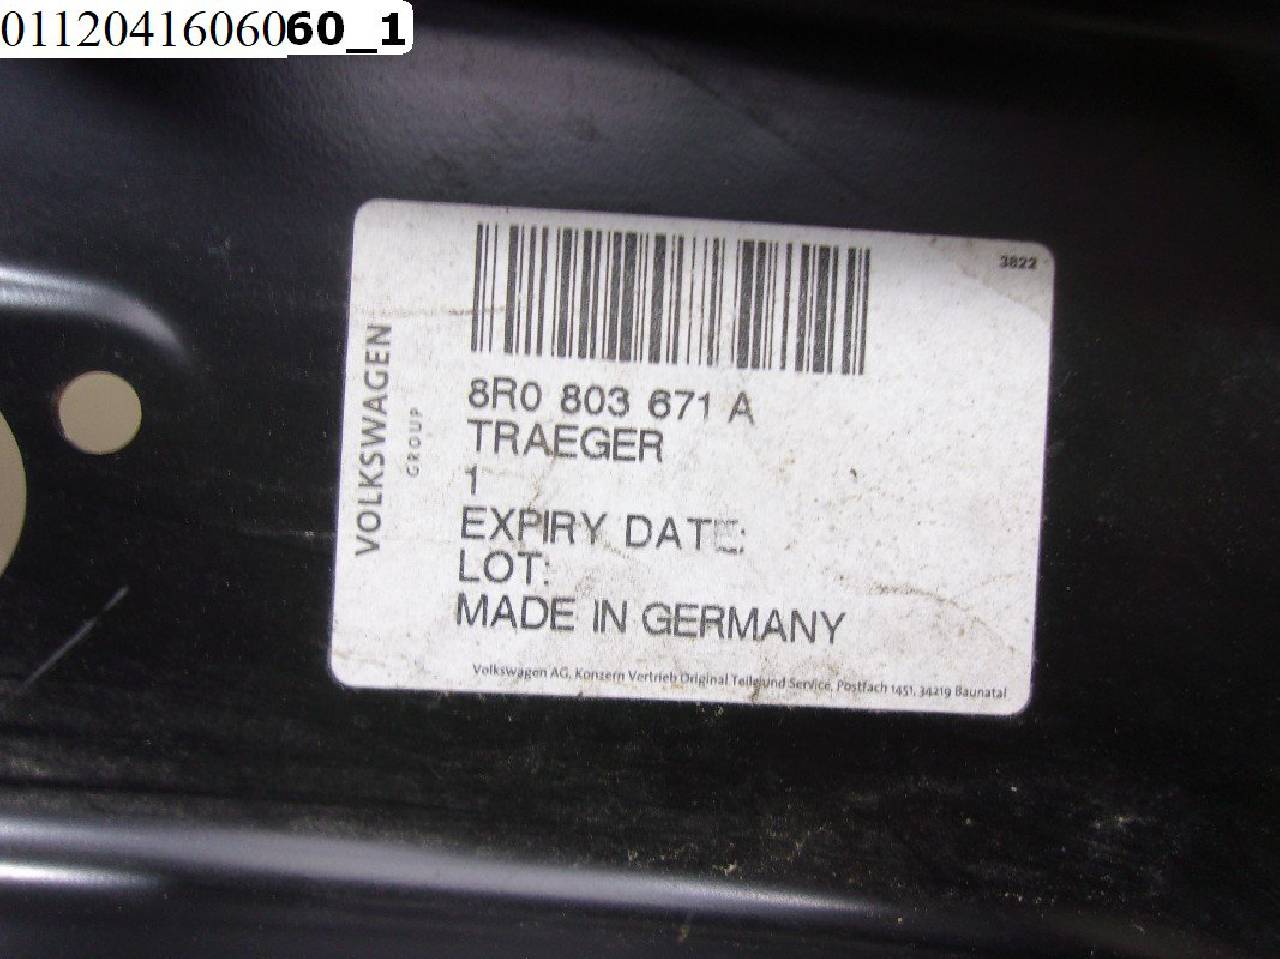 0112041606060_1
3822
VOLKSWAGEN
GROUP
8R0 803 671 A
TRAEGER
1
EXPIRY DATE:
LOT:
MADE IN GERMANY
Volkswagen AG, Konzern Vertrieb Original Teile und Service, Postfach 1451, 34219 Baunatal